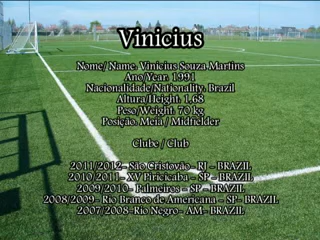 Vinicius
Nome/ Name: Vinicius Souza Martins
Ano/Year: 1991
Nacionalidade/Nationality: Brazil
Altura/Height: 1,68
Peso/Weight: 70 kg
Posição: Meia/ Midfielder
Clube / Club
2011/2012- São Cristovão -RJ - BRAZIL
2010/2011- XV Piricicaba - SP - BRAZIL
2009/2010- Palmeiros - SP - BRAZIL
2008/2009- Rio Branco de Americana - SP- BRAZIL
2007/2008-Rio Negro- AM- BRAZIL